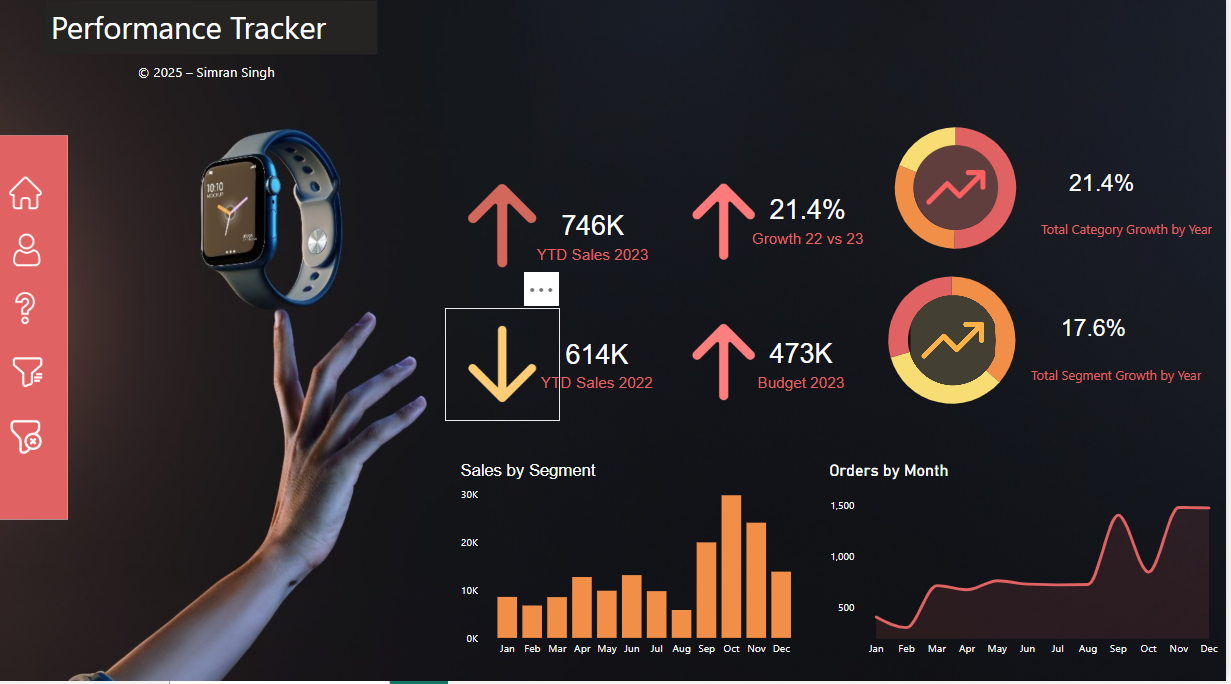 Performance Tracker
© 2025 – Simran Singh
10:10
746K
YTD Sales 2023
21.4%
Growth 22 vs 23
21.4%
Total Category Growth by Year
614K
YTD Sales 2022
473K
Budget 2023
17.6%
Total Segment Growth by Year
Sales by Segment
30K
20K
10K
0K
Jan Feb Mar Apr May Jun Jul Aug Sep Oct Nov Dec
Orders by Month
1,500
1,000
500
Jan Feb Mar Apr May Jun Jul Aug Sep Oct Nov Dec